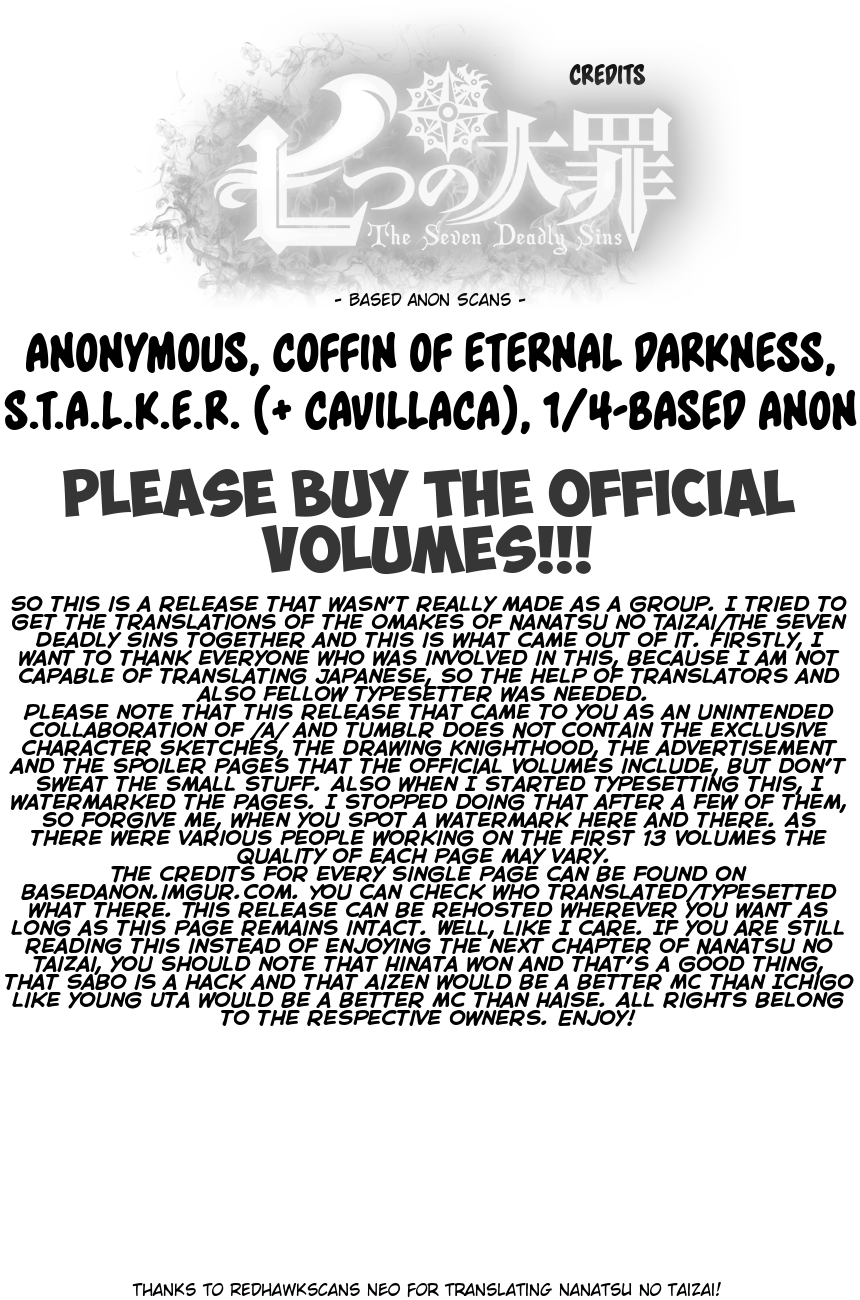 CREDITS
七つの大罪
The Seven Deadly Sins
- BASED ANON SCANS -
ANONYMOUS, COFFIN OF ETERNAL DARKNESS,
S.T.A.L.K.E.R. (+ CAVILLACA), 1/4-BASED ANON
PLEASE BUY THE OFFICIAL
VOLUMES!!!
SO THIS IS A RELEASE THAT WASN'T REALLY MADE AS A GROUP. I TRIED TO
GET THE TRANSLATIONS OF THE OMAKES OF NANATSU NO TAIZAI/THE SEVEN
DEADLY SINS TOGETHER AND THIS IS WHAT CAME OUT OF IT. FIRSTLY, I
WANT TO THANK EVERYONE WHO WAS INVOLVED IN THIS, BECAUSE I AM NOT
CAPABLE OF TRANSLATING JAPANESE, SO THE HELP OF TRANSLATORS AND
ALSO FELLOW TYPESETTER WAS NEEDED.
PLEASE NOTE THAT THIS RELEASE THAT CAME TO YOU AS AN UNINTENDED
COLLABORATION OF /A/ AND TUMBLR DOES NOT CONTAIN THE EXCLUSIVE
CHARACTER SKETCHES, THE DRAWING KNIGHTHOOD, THE ADVERTISEMENT
AND THE SPOILER PAGES THAT THE OFFICIAL VOLUMES INCLUDE, BUT DON'T
SWEAT THE SMALL STUFF. ALSO WHEN I STARTED TYPESETTING THIS, I
WATERMARKED THE PAGES. I STOPPED DOING THAT AFTER A FEW OF THEM,
SO FORGIVE ME, WHEN YOU SPOT A WATERMARK HERE AND THERE. AS
THERE WERE VARIOUS PEOPLE WORKING ON THE FIRST 13 VOLUMES THE
QUALITY OF EACH PAGE MAY VARY.
THE CREDITS FOR EVERY SINGLE PAGE CAN BE FOUND ON
BASEDANON.IMGUR.COM. YOU CAN CHECK WHO TRANSLATED/TYPESETTED
WHAT THERE. THIS RELEASE CAN BE REHOSTED WHEREVER YOU WANT AS
LONG AS THIS PAGE REMAINS INTACT. WELL, LIKE I CARE. IF YOU ARE STILL
READING THIS INSTEAD OF ENJOYING THE NEXT CHAPTER OF NANATSU NO
TAIZAI, YOU SHOULD NOTE THAT HINATA WON AND THAT'S A GOOD THING,
THAT SABO IS A HACK AND THAT AIZEN WOULD BE A BETTER MC THAN ICHIGO
LIKE YOUNG UTA WOULD BE A BETTER MC THAN HAISE. ALL RIGHTS BELONG
TO THE RESPECTIVE OWNERS. ENJOY!
THANKS TO REDHAWKSCANS NEO FOR TRANSLATING NANATSU NO TAIZAI!